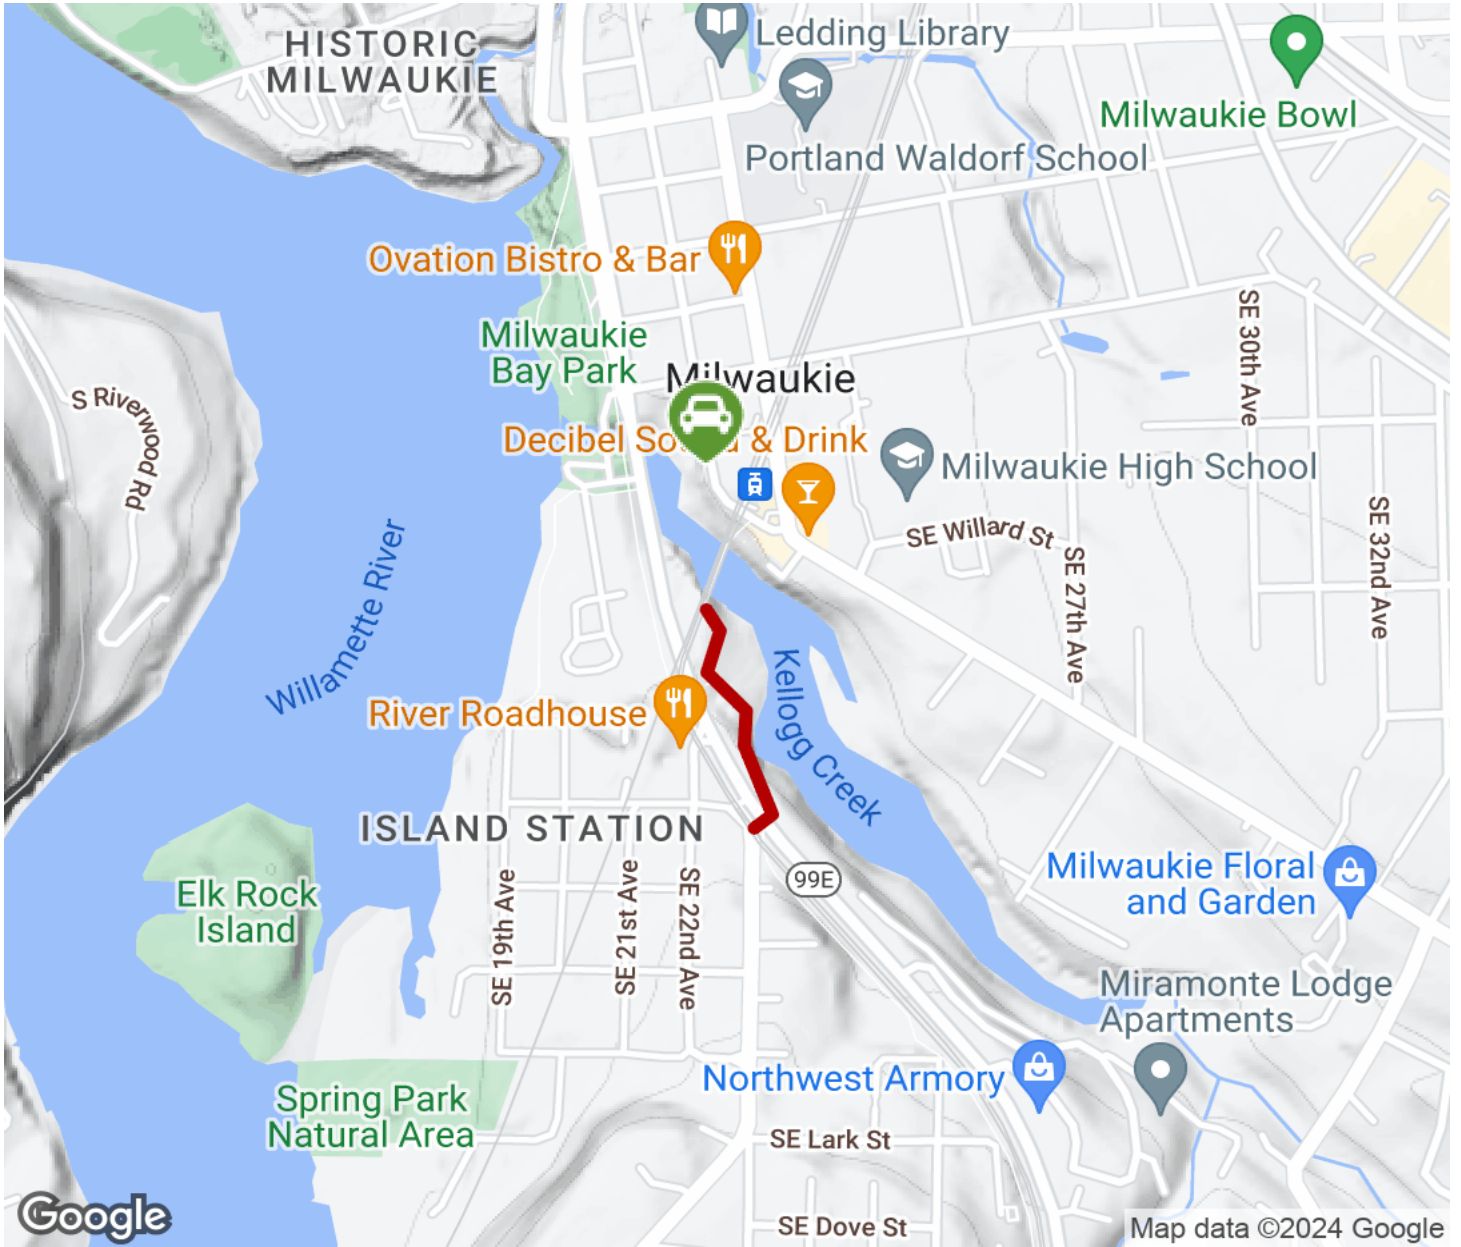 HISTORIC
MILWAUKIE
Ledding Library
Portland Waldorf School
Milwaukie Bowl
Ovation Bistro & Bar
Milwaukie
Bay Park
Milwaukie
SE 30th Ave
S Riverwood Rd
Decibel So & Drink
Milwaukie High School
SE Willard St
SE 27th Ave
SE 32nd Ave
Willamette River
River Roadhouse
Kellogg Creek
ISLAND STATION
99E
Milwaukie Floral
and Garden
Elk Rock
Island
SE 19th Ave
SE 21st Ave
SE 22nd Ave
Miramonte Lodge
Apartments
Northwest Armory
Spring Park
Natural Area
SE Lark St
SE Dove St
Google
Map data ©2024 Google